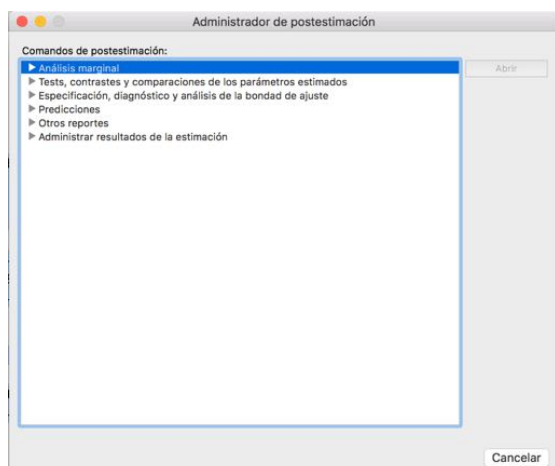 Administrador de postestimación
Comandos de postestimación:
Análisis marginal
Abrir
Tests, contrastes y comparaciones de los parámetros estimados
Especificación, diagnóstico y análisis de la bondad de ajuste
Predicciones
Otros reportes
Administrar resultados de la estimación
Cancelar